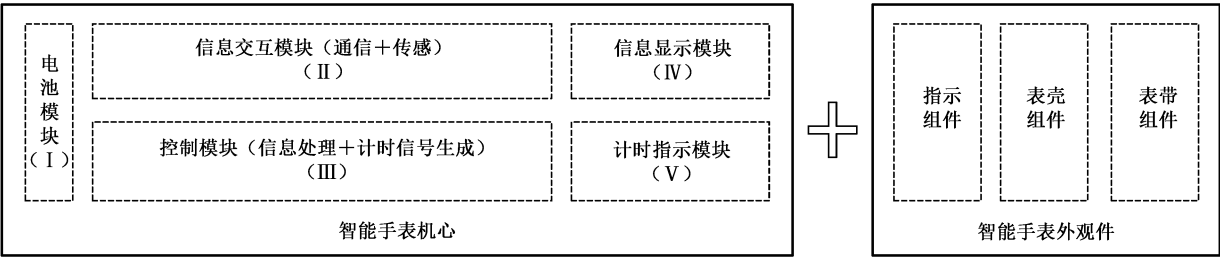 电池模块
（Ⅰ）
信息交互模块（通信＋传感）
（Ⅱ）
控制模块（信息处理＋计时信号生成）
（Ⅲ）
信息显示模块
（Ⅳ）
计时指示模块
（Ⅴ）
智能手表机心
指示
组件
表壳
组件
表带
组件
智能手表外观件